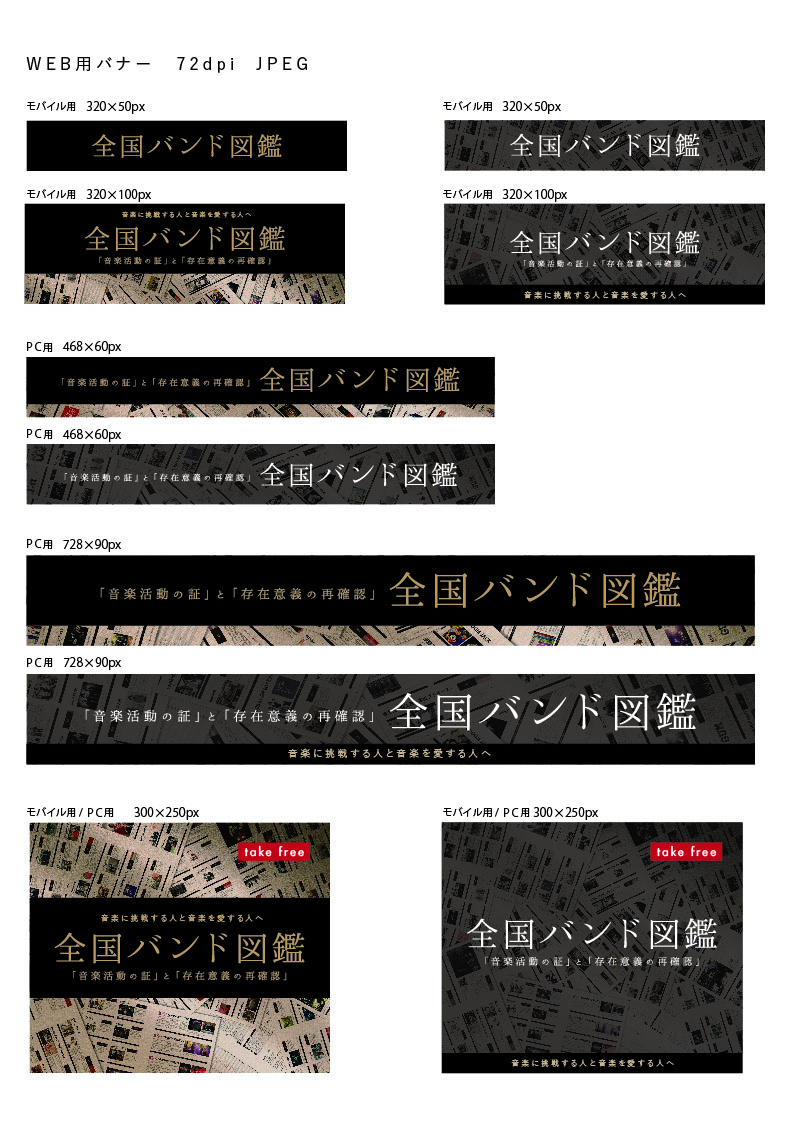 WEB用バナー　72dpi　JPEG
モバイル用　320×50px
全国バンド図鑑
モバイル用　320×50px
全国バンド図鑑
モバイル用　320×100px
音楽に挑戦する人と音楽を愛する人へ
全国バンド図鑑
「音楽活動の証」と「存在意義の再確認」
モバイル用　320×100px
全国バンド図鑑
「音楽活動の証」と「存在意義の再確認」
音楽に挑戦する人と音楽を愛する人へ
PC用　468×60px
「音楽活動の証」と「存在意義の再確認」 全国バンド図鑑
PC用　468×60px
「音楽活動の証」と「存在意義の再確認」 全国バンド図鑑
PC用　728×90px
「音楽活動の証」と「存在意義の再確認」 全国バンド図鑑
PC用　728×90px
「音楽活動の証」と「存在意義の再確認」 全国バンド図鑑
音楽に挑戦する人と音楽を愛する人へ
モバイル用/ PC用　300×250px
take free
音楽に挑戦する人と音楽を愛する人へ
全国バンド図鑑
「音楽活動の証」と「存在意義の再確認」
モバイル用/ PC用 300×250px
take free
全国バンド図鑑
「音楽活動の証」と「存在意義の再確認」
音楽に挑戦する人と音楽を愛する人へ